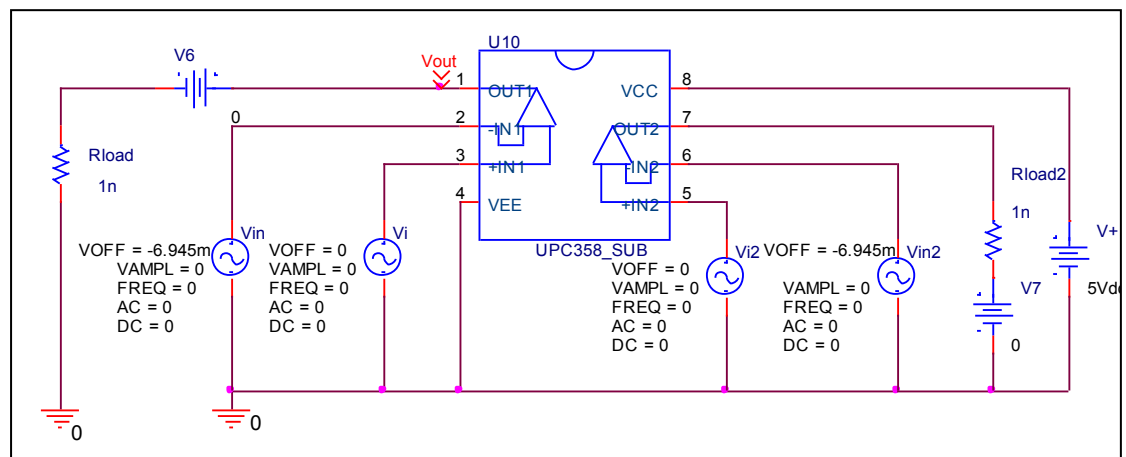 U10
V6
Vout
1
OUT1
VCC
8
0
2
-IN1
OUT2
7
3
+IN1
-IN2
6
4
VEE
+IN2
5
Rload
1n
Rload2
1n
UPC358_SUB
Vin
VOFF = -6.945m
VAMPL = 0
FREQ = 0
AC = 0
DC = 0
Vi
VOFF = 0
VAMPL = 0
FREQ = 0
AC = 0
DC = 0
Vi2
VOFF = 0
VAMPL = 0
FREQ = 0
AC = 0
DC = 0
Vin2
VOFF = -6.945m
VAMPL = 0
FREQ = 0
AC = 0
DC = 0
V7
0
V+
0
0